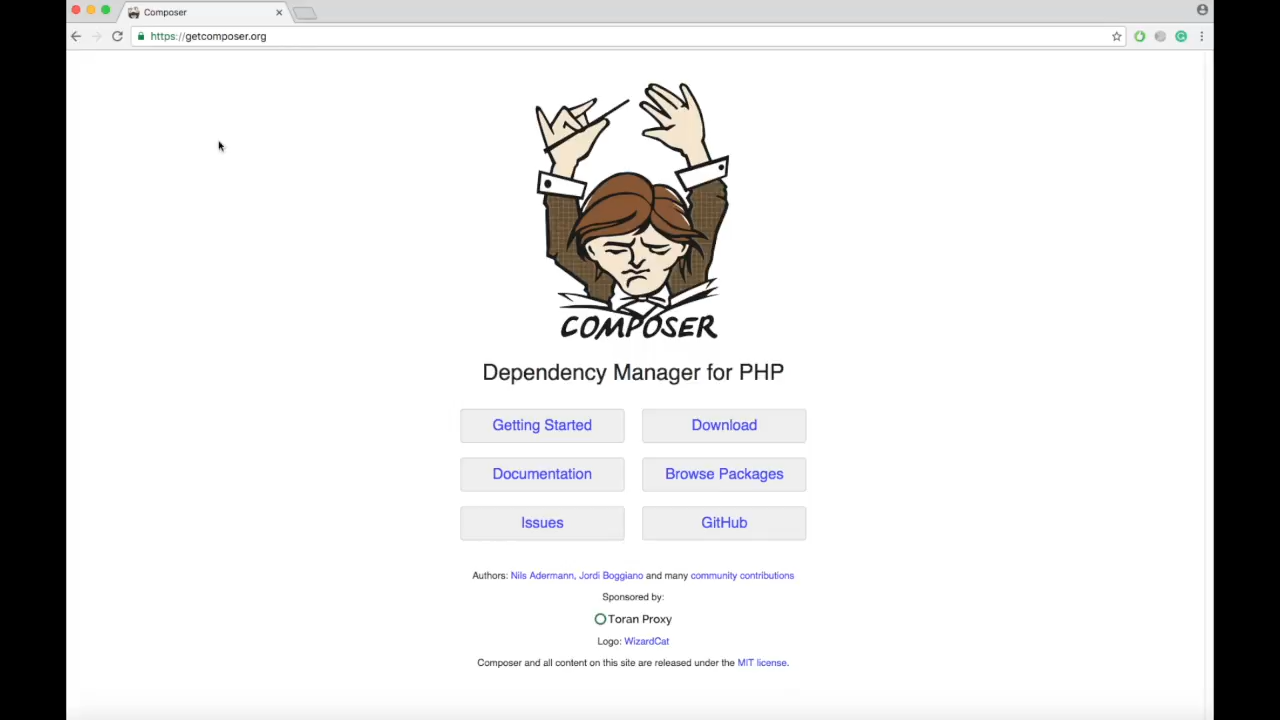 Composer
https://getcomposer.org
COMPOSER
Dependency Manager for PHP
Getting Started
Download
Documentation
Browse Packages
Issues
GitHub
Authors: Nils Adermann, Jordi Boggiano and many community contributions
Sponsored by:
Toran Proxy
Logo: WizardCat
Composer and all content on this site are released under the MIT license.